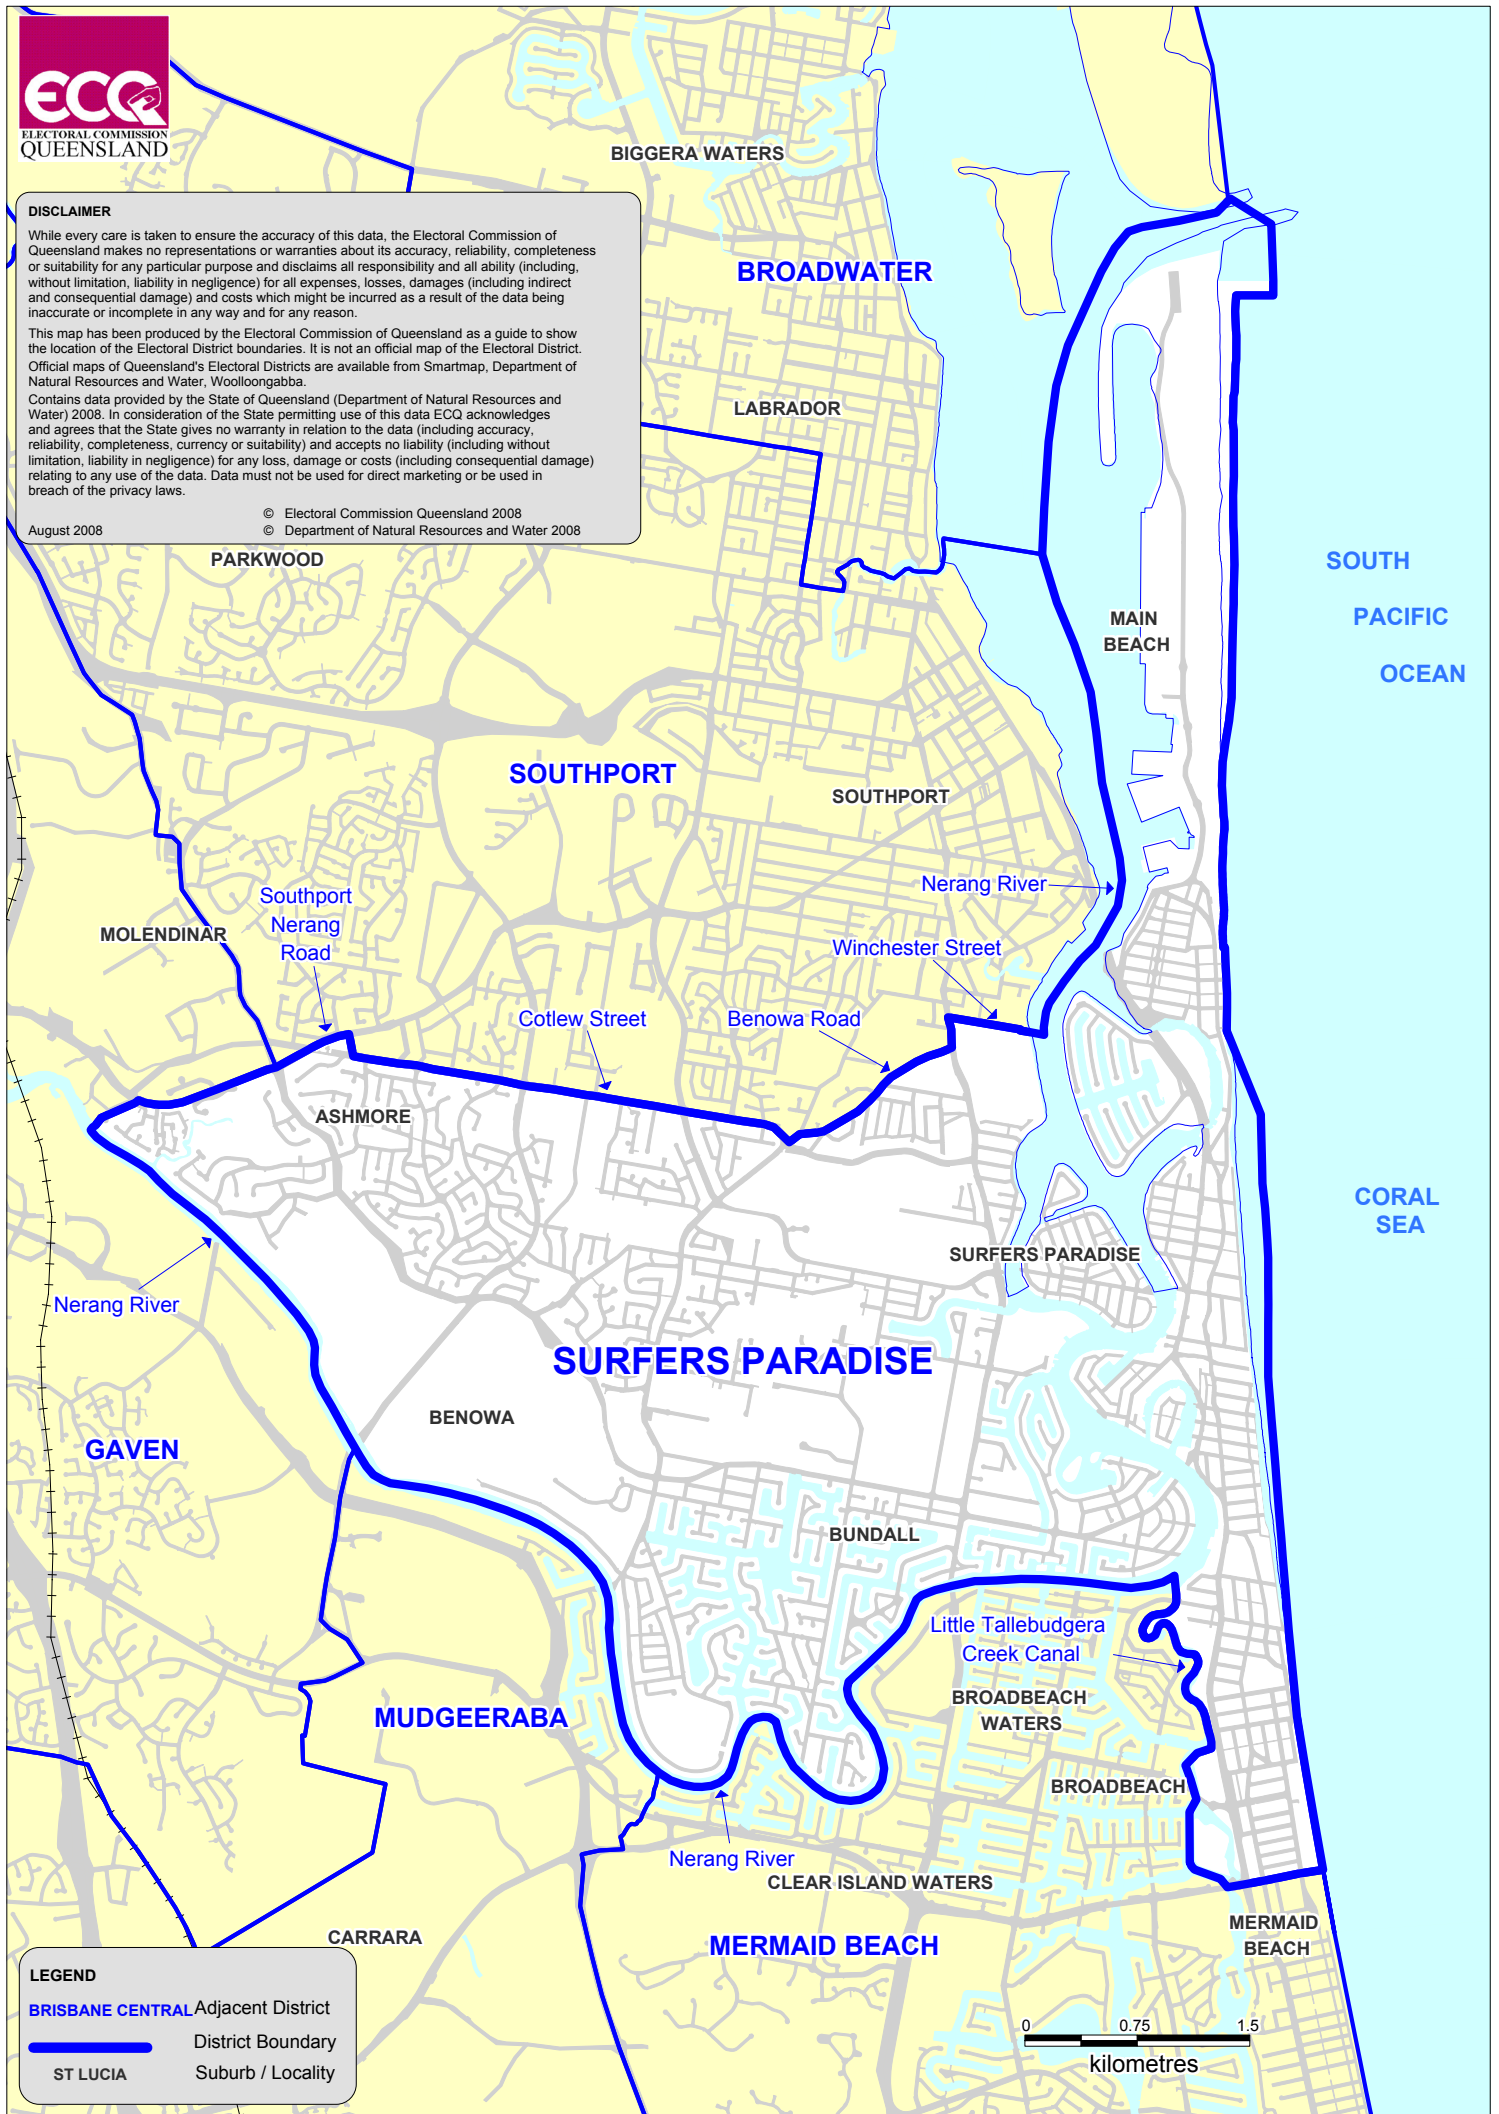 ECQ
ELECTORAL COMMISSION
QUEENSLAND
DISCLAIMER
While every care is taken to ensure the accuracy of this data, the Electoral Commission of
Queensland makes no representations or warranties about its accuracy, reliability, completeness
or suitability for any particular purpose and disclaims all responsibility and all ability (including,
without limitation, liability in negligence) for all expenses, losses, damages (including indirect
and consequential damage) and costs which might be incurred as a result of the data being
inaccurate or incomplete in any way and for any reason.
This map has been produced by the Electoral Commission of Queensland as a guide to show
the location of the Electoral District boundaries. It is not an official map of the Electoral District.
Official maps of Queensland's Electoral Districts are available from Smartmap, Department of
Natural Resources and Water, Woolloongabba.
Contains data provided by the State of Queensland (Department of Natural Resources and
Water) 2008. In consideration of the State permitting use of this data ECQ acknowledges
and agrees that the State gives no warranty in relation to the data (including accuracy,
reliability, completeness, currency or suitability) and accepts no liability (including without
limitation, liability in negligence) for any loss, damage or costs (including consequential damage)
relating to any use of the data. Data must not be used for direct marketing or be used in
breach of the privacy laws.
© Electoral Commission Queensland 2008
August 2008 © Department of Natural Resources and Water 2008
BIGGERA WATERS
BROADWATER
LABRADOR
PARKWOOD
SOUTH
PACIFIC
OCEAN
MAIN
BEACH
SOUTHPORT
SOUTHPORT
Nerang River
Southport
Nerang
Road
MOLENDINAR
Winchester Street
Cotlew Street
Benowa Road
ASHMORE
CORAL
SEA
SURFERS PARADISE
Nerang River
SURFERS PARADISE
BENOWA
GAVEN
BUNDALL
Little Tallebudgera
Creek Canal
BROADBEACH
WATERS
MUDGEERABA
BROADBEACH
Nerang River
CLEAR ISLAND WATERS
MERMAID
BEACH
CARRARA
MERMAID BEACH
LEGEND
BRISBANE CENTRAL Adjacent District
District Boundary
ST LUCIA Suburb / Locality
0 0.75 1.5
kilometres